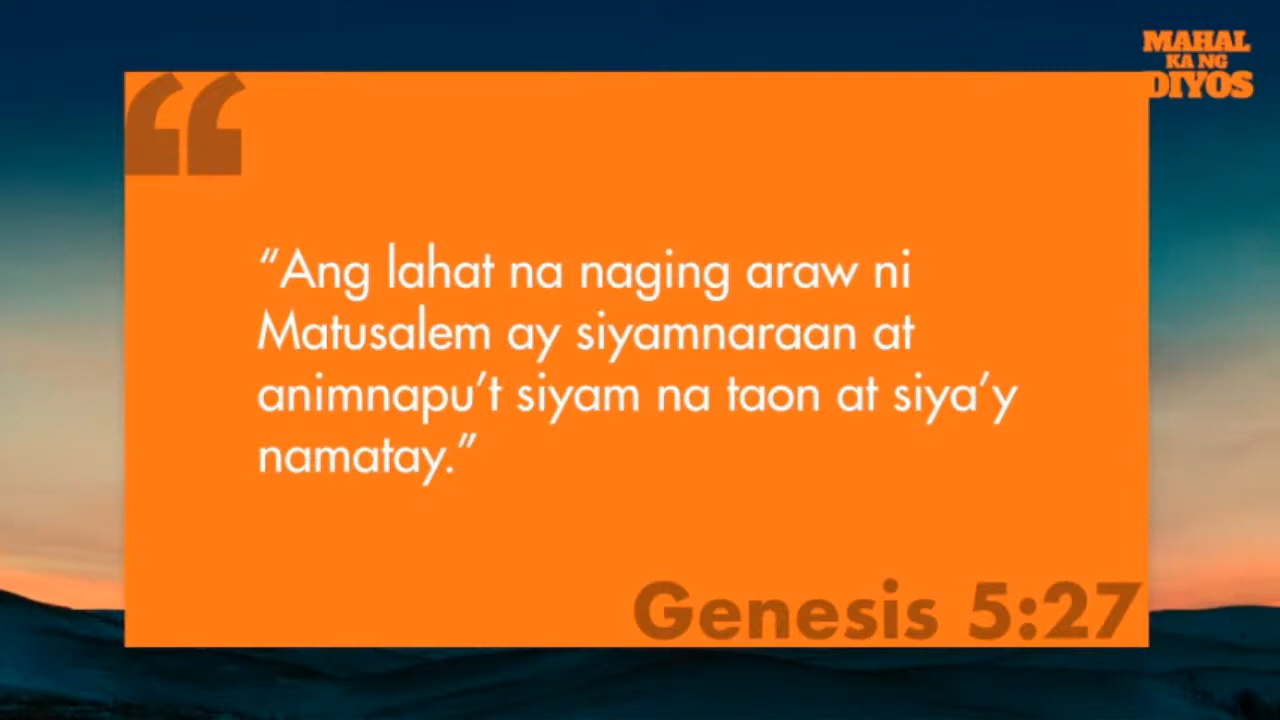 MAHAL
KA NG
DIYOS
“
“Ang lahat na naging araw ni
Matusalem ay siyamnaraan at
animnapu’t siyam na taon at siya’y
namatay.”
Genesis 5:27